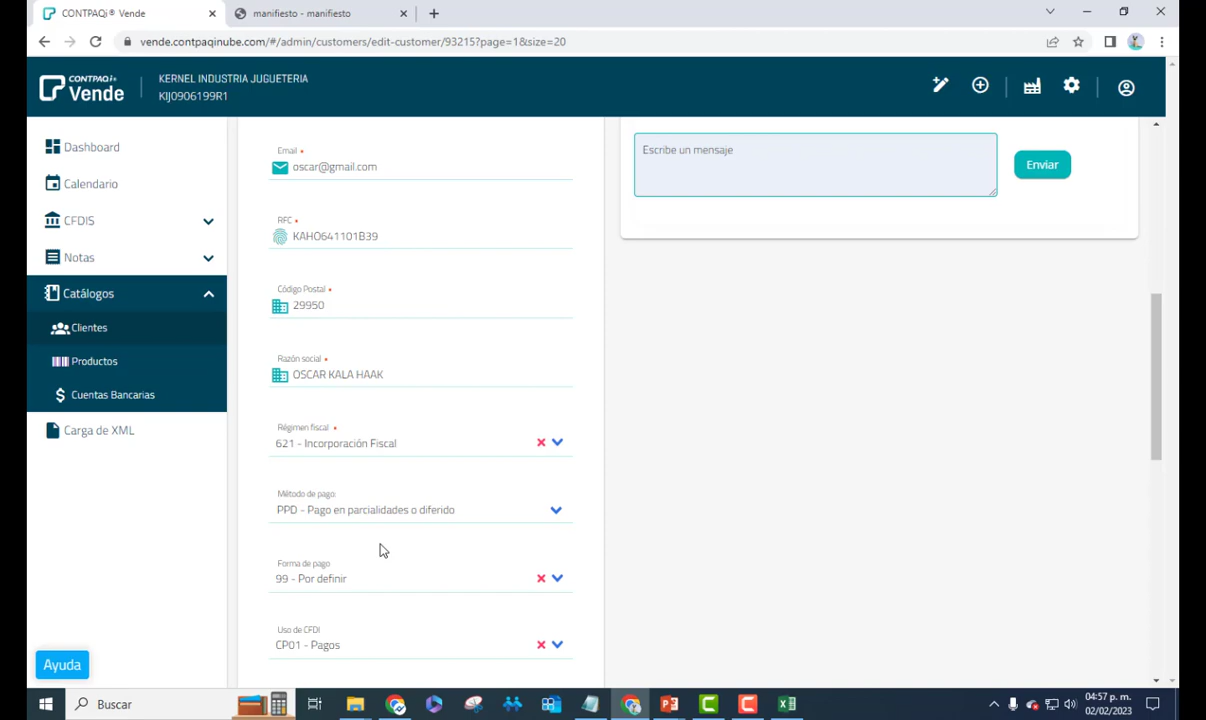 CONTPAQi® Vende
manifiesto - manifiesto
vende.contpaqinube.com/#/admin/customers/edit-customer/93215?page=1&size=20
CONTPAQi
Vende
KERNEL INDUSTRIA JUGUETERIA
KIJ0906199R1
Dashboard
Calendario
CFDIS
Notas
Catálogos
Clientes
Productos
Cuentas Bancarias
Carga de XML
Ayuda
Email •
oscar@gmail.com
RFC •
KAHO641101B39
Código Postal •
29950
Razón social •
OSCAR KALA HAAK
Régimen fiscal •
621 - Incorporación Fiscal
Método de pago:
PPD - Pago en parcialidades o diferido
Forma de pago
99 - Por definir
Uso de CFDI
CP01 - Pagos
Escribe un mensaje
Enviar
Buscar
04:57 p. m.
02/02/2023